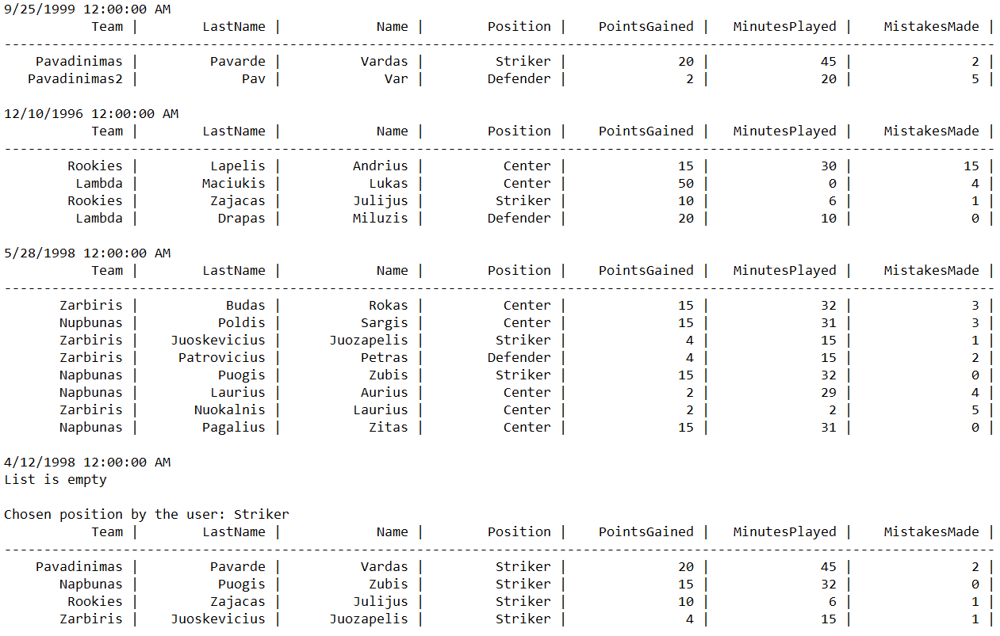 9/25/1999 12:00:00 AM
           Team |        LastName |            Name |        Position |    PointsGained |   MinutesPlayed |    MistakesMade |
-----------------------------------------------------------------------------------------------------------------------------
    Pavadinimas |         Pavarde |          Vardas |         Striker |              20 |              45 |               2 |
   Pavadinimas2 |             Pav |             Var |        Defender |               2 |              20 |               5 |

12/10/1996 12:00:00 AM
           Team |        LastName |            Name |        Position |    PointsGained |   MinutesPlayed |    MistakesMade |
-----------------------------------------------------------------------------------------------------------------------------
        Rookies |         Lapelis |         Andrius |          Center |              15 |              30 |              15 |
         Lambda |        Maciukis |           Lukas |          Center |              50 |               0 |               4 |
        Rookies |         Zajacas |        Julijus |         Striker |              10 |               6 |               1 |
         Lambda |          Drapas |         Miluzis |        Defender |              20 |              10 |               0 |

5/28/1998 12:00:00 AM
           Team |        LastName |            Name |        Position |    PointsGained |   MinutesPlayed |    MistakesMade |
-----------------------------------------------------------------------------------------------------------------------------
       Zarbiris |           Budas |           Rokas |          Center |              15 |              32 |               3 |
       Nupbunas |          Poldis |          Sargis |          Center |              15 |              31 |               3 |
       Zarbiris |    Juoskevicius |      Juozapelis |         Striker |               4 |              15 |               1 |
       Zarbiris |     Patrovicius |          Petras |        Defender |               4 |              15 |               2 |
       Napbunas |          Puogis |           Zubis |         Striker |              15 |              32 |               0 |
       Napbunas |         Laurius |          Aurius |          Center |               2 |              29 |               4 |
       Zarbiris |       Nuokalnis |         Laurius |          Center |               2 |               2 |               5 |
       Napbunas |        Pagalius |           Zitas |          Center |              15 |              31 |               0 |

4/12/1998 12:00:00 AM
List is empty

Chosen position by the user: Striker
           Team |        LastName |            Name |        Position |    PointsGained |   MinutesPlayed |    MistakesMade |
-----------------------------------------------------------------------------------------------------------------------------
    Pavadinimas |         Pavarde |          Vardas |         Striker |              20 |              45 |               2 |
       Napbunas |          Puogis |           Zubis |         Striker |              15 |              32 |               0 |
        Rookies |         Zajacas |         Julijus |         Striker |              10 |               6 |               1 |
       Zarbiris |    Juoskevicius |      Juozapelis |         Striker |               4 |              15 |               1 |